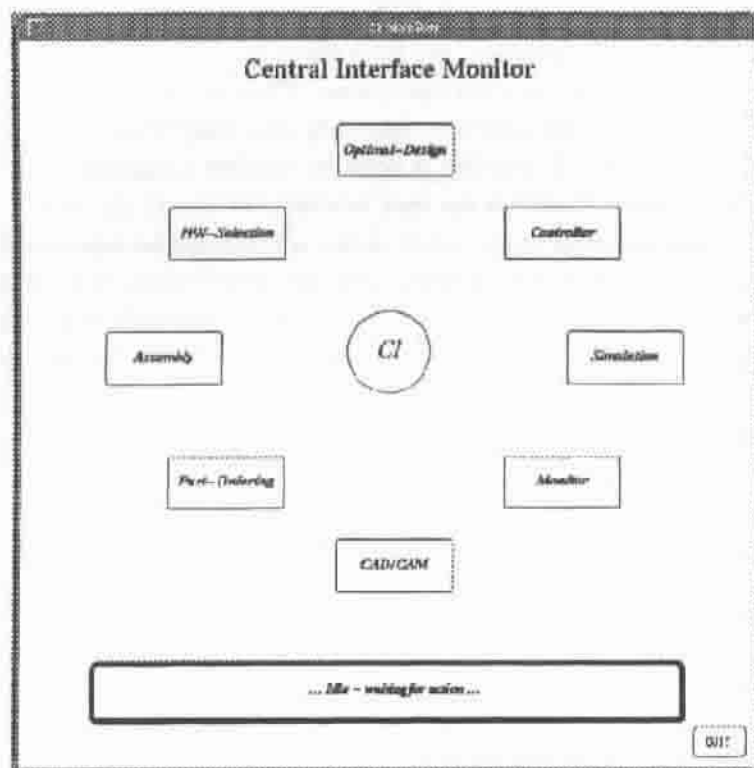 Central Interface Monitor
Optimal-Design
HW-Selection
Controller
CI
Assembly
Simulation
Part-Ordering
Monitor
CAD/CAM
... Idle - waiting for action ...
QUIT